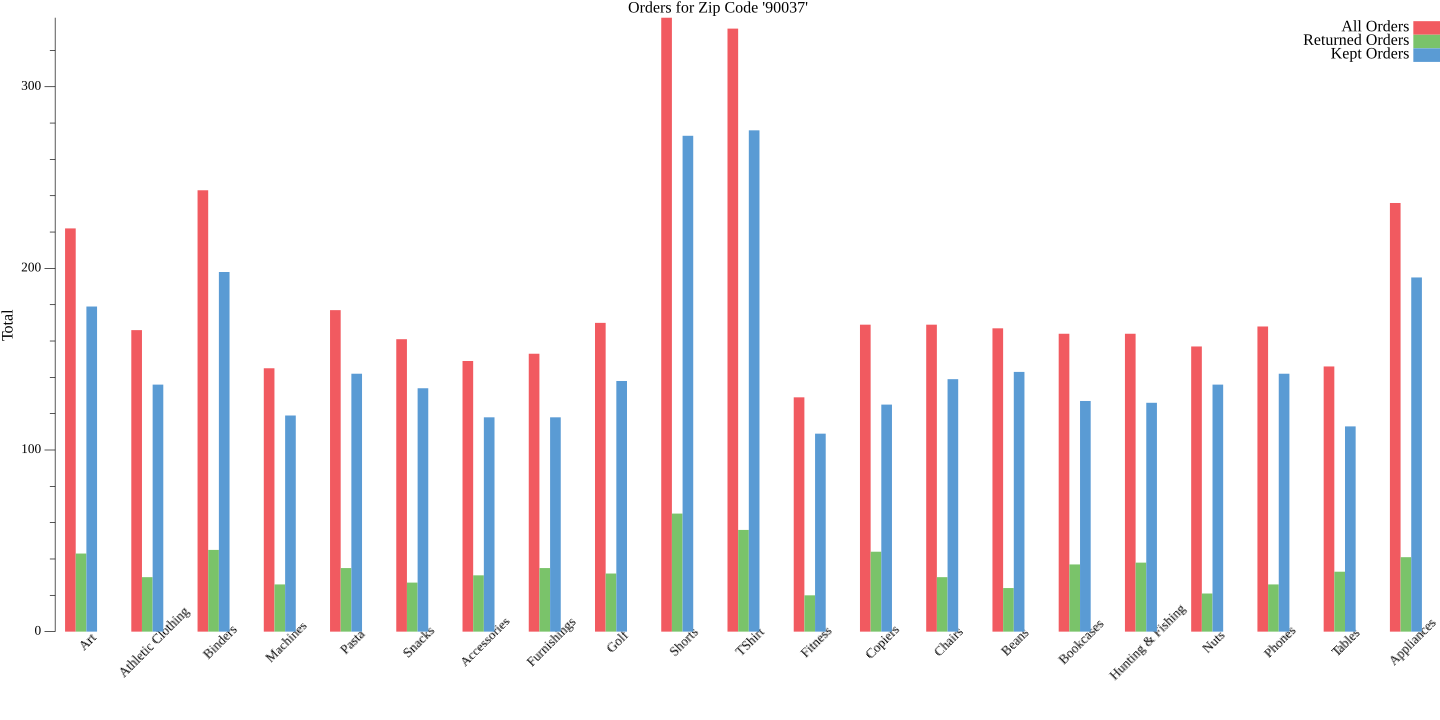 Orders for Zip Code '90037'
All Orders
Returned Orders
Kept Orders
Total
300
200
100
0
Art
Athletic Clothing
Binders
Machines
Pasta
Snacks
Accessories
Furnishings
Golf
Shorts
TShirt
Fitness
Copiers
Chairs
Beans
Bookcases
Hunting & Fishing
Nuts
Phones
Tables
Appliances